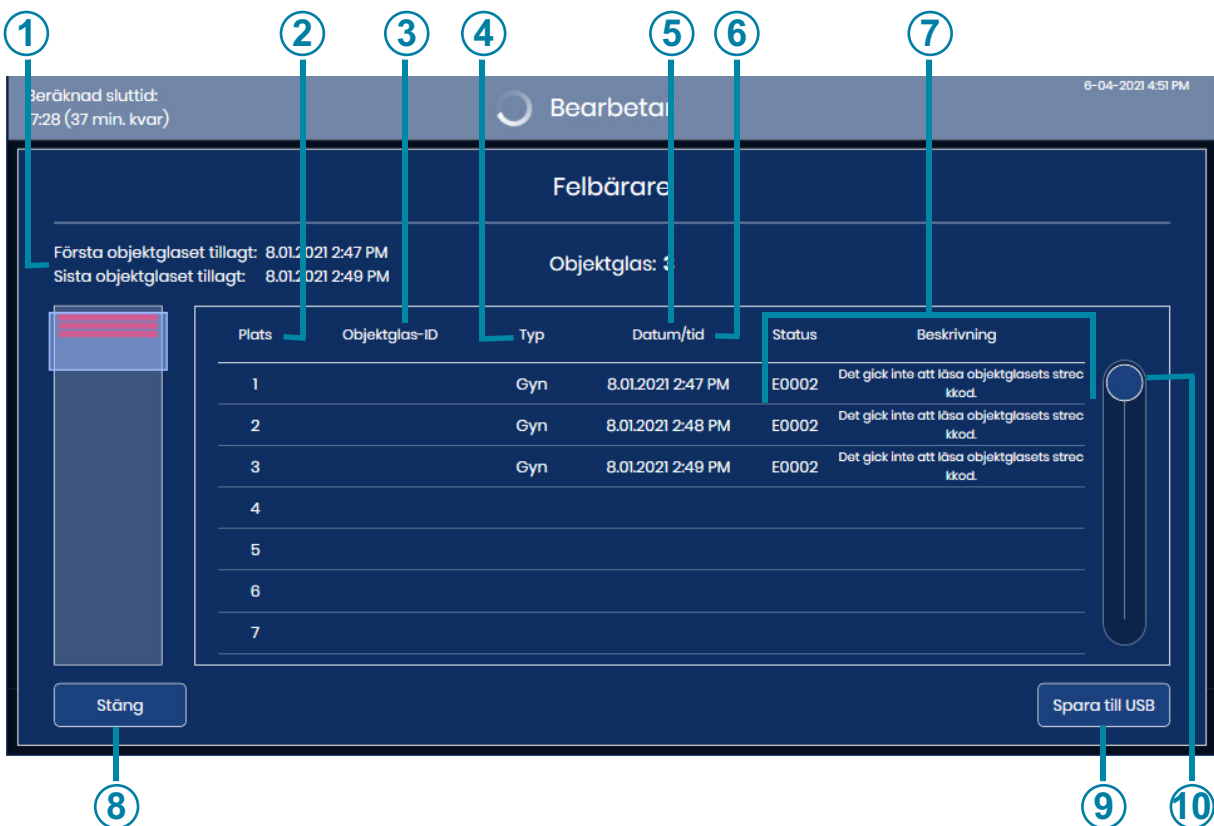 1 2 3 4 5 6 7
Beräknad sluttid:
7:28 (37 min. kvar)
Bearbetar
6-04-2021 4:51 PM
Felbärare
Första objektglaset tillagt: 8.01.2021 2:47 PM
Sista objektglaset tillagt: 8.01.2021 2:49 PM
Objektglas: 3
Plats Objektglas-ID Typ Datum/tid Status Beskrivning
1 Gyn 8.01.2021 2:47 PM E0002 Det gick inte att läsa objektglasets strec
kkod.
2 Gyn 8.01.2021 2:48 PM E0002 Det gick inte att läsa objektglasets strec
kkod.
3 Gyn 8.01.2021 2:49 PM E0002 Det gick inte att läsa objektglasets strec
kkod.
4
5
6
7
Stäng
Spara till USB
8 9 10